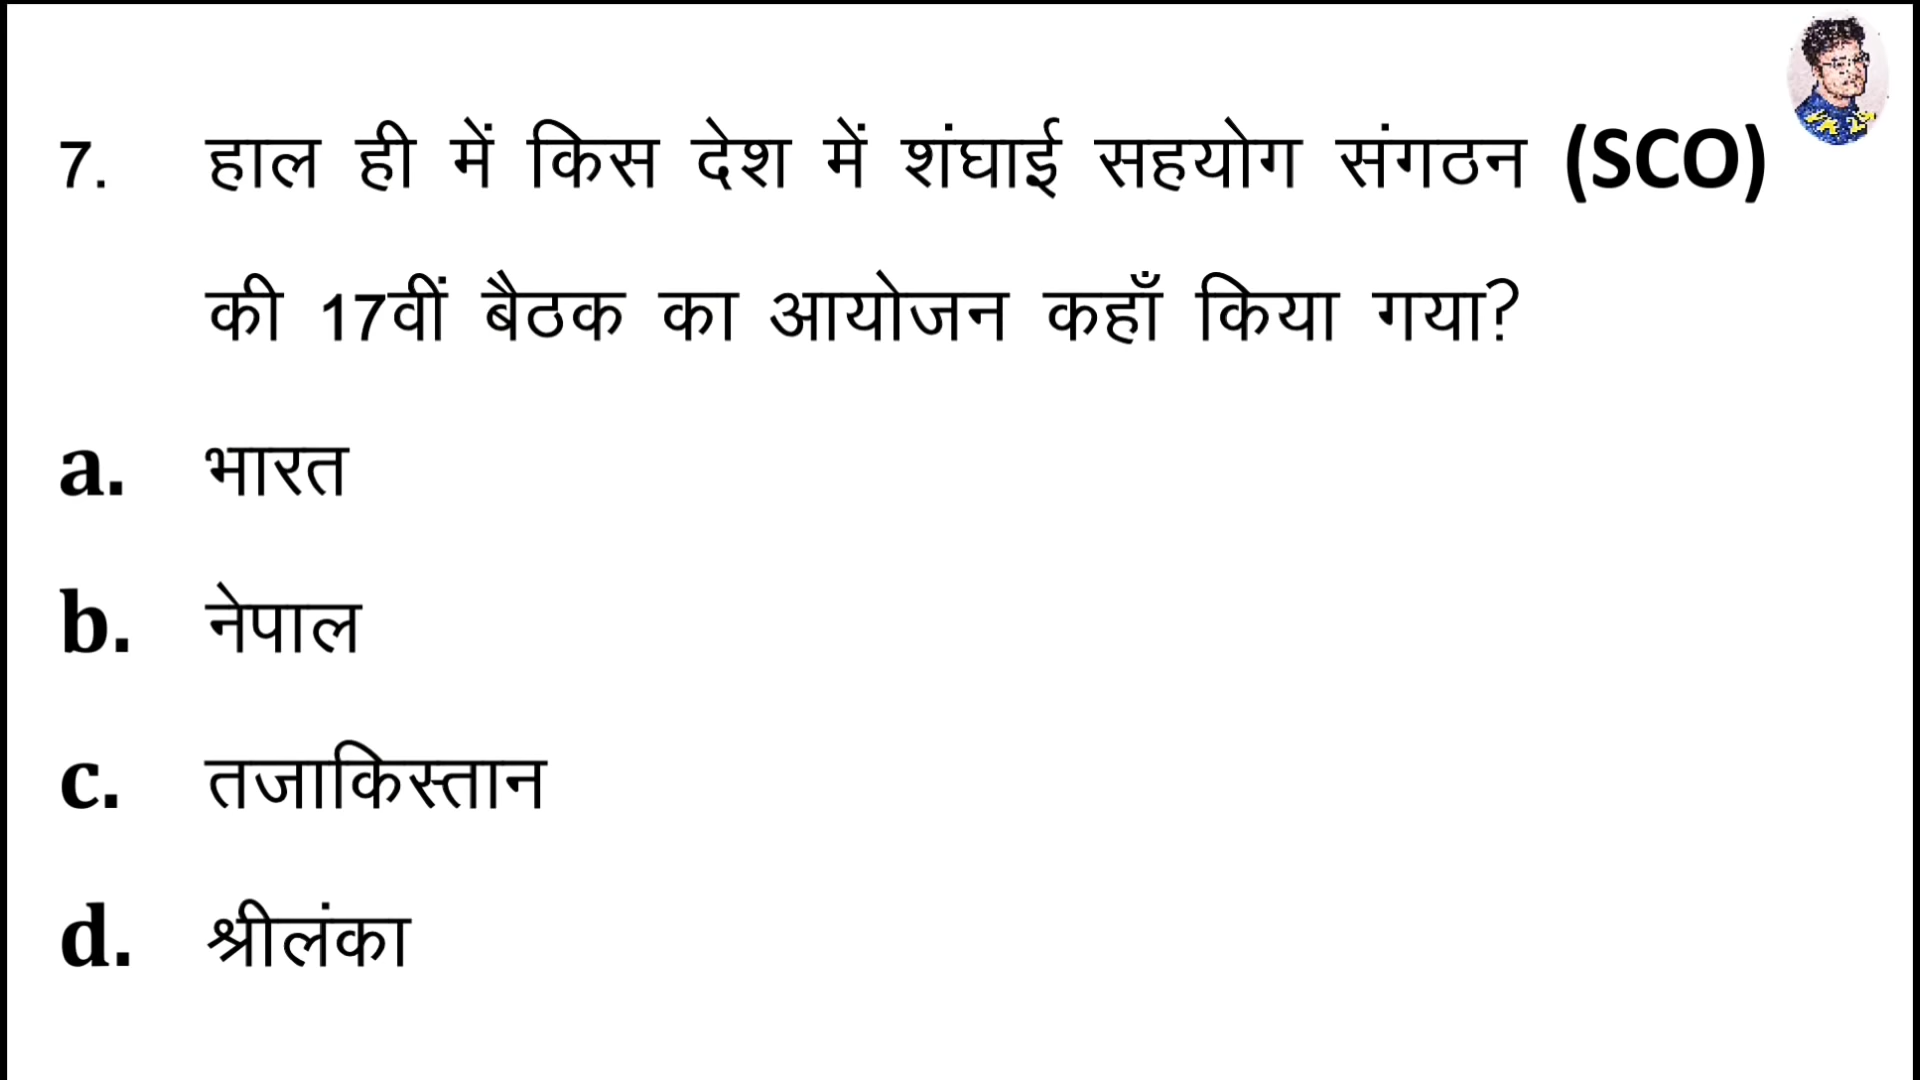 7. हाल ही में किस देश में शंघाई सहयोग संगठन (SCO)
की 17वीं बैठक का आयोजन कहाँ किया गया?
a. भारत
b. नेपाल
c. तजाकिस्तान
d. श्रीलंका